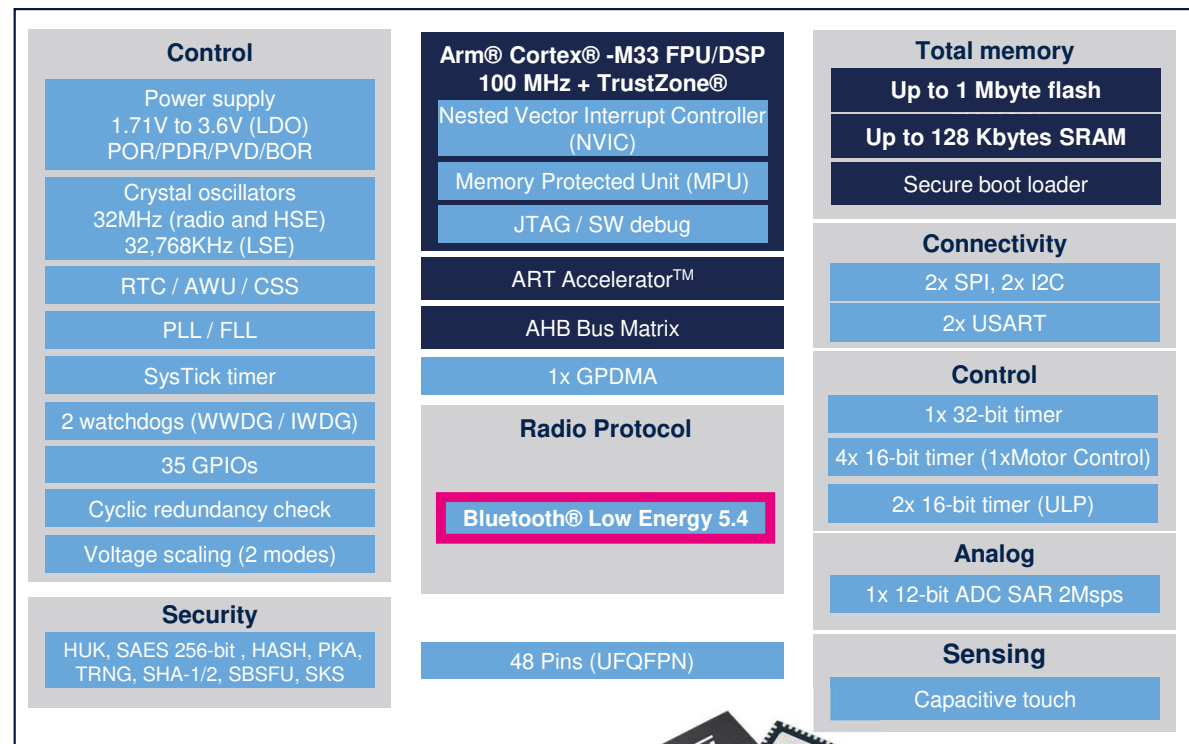 Control
Power supply
1.71V to 3.6V (LDO)
POR/PDR/PVD/BOR
Crystal oscillators
32MHz (radio and HSE)
32,768KHz (LSE)
RTC / AWU / CSS
PLL / FLL
SysTick timer
2 watchdogs (WWDG / IWDG)
35 GPIOs
Cyclic redundancy check
Voltage scaling (2 modes)
Security
HUK, SAES 256-bit , HASH, PKA,
TRNG, SHA-1/2, SBSFU, SKS
Arm® Cortex® -M33 FPU/DSP
100 MHz + TrustZone®
Nested Vector Interrupt Controller
(NVIC)
Memory Protected Unit (MPU)
JTAG / SW debug
ART Accelerator™
AHB Bus Matrix
1x GPDMA
Radio Protocol
Bluetooth® Low Energy 5.4
48 Pins (UFQFPN)
Total memory
Up to 1 Mbyte flash
Up to 128 Kbytes SRAM
Secure boot loader
Connectivity
2x SPI, 2x I2C
2x USART
Control
1x 32-bit timer
4x 16-bit timer (1xMotor Control)
2x 16-bit timer (ULP)
Analog
1x 12-bit ADC SAR 2Msps
Sensing
Capacitive touch